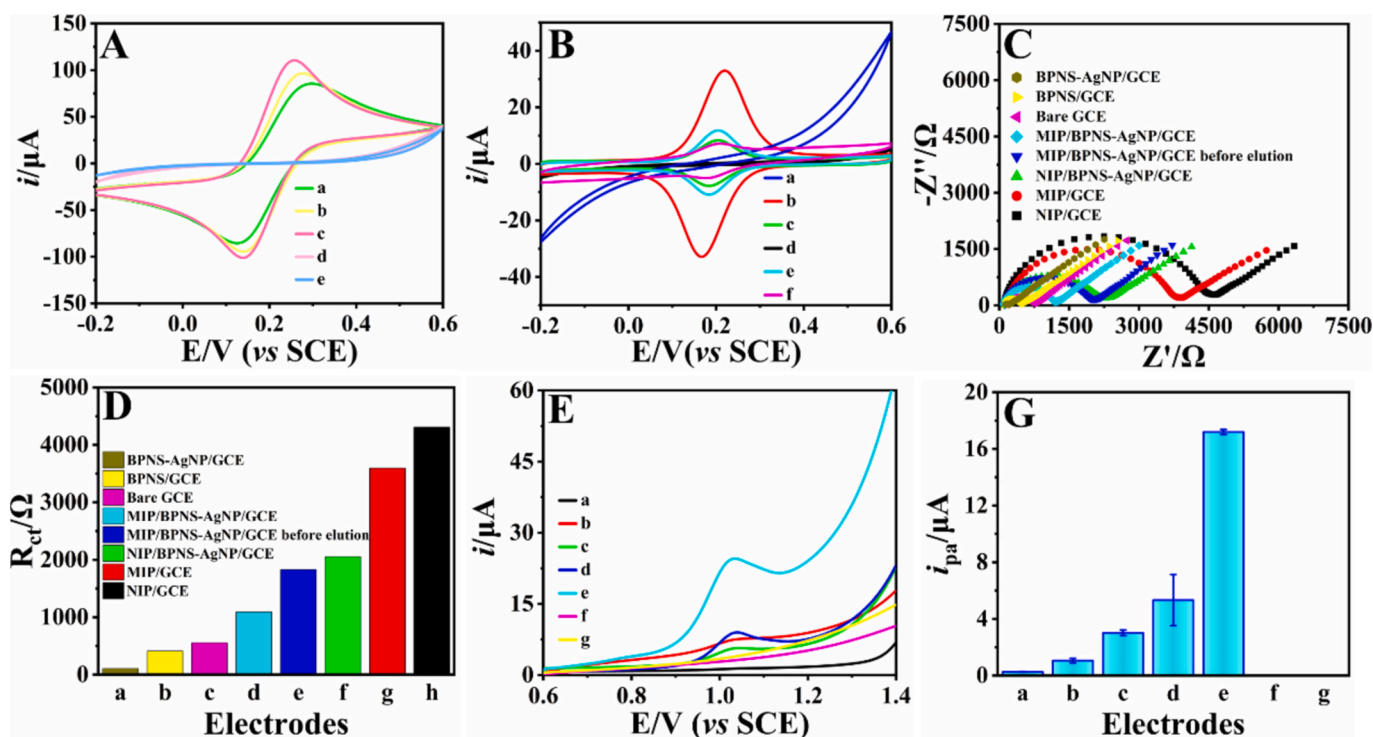 A
150
100
50
0
-50
-100
-150
i/µA
a
b
c
d
e
-0.2 0.0 0.2 0.4 0.6
E/V (vs SCE)
B
40
20
0
-20
-40
i/µA
a
b
c
d
e
f
-0.2 0.0 0.2 0.4 0.6
E/V(vs SCE)
C
7500
6000
4500
3000
1500
0
-Z''/Ω
BPNS-AgNP/GCE
BPNS/GCE
Bare GCE
MIP/BPNS-AgNP/GCE
MIP/BPNS-AgNP/GCE before elution
NIP/BPNS-AgNP/GCE
MIP/GCE
NIP/GCE
0 1500 3000 4500 6000 7500
Z'/Ω
D
5000
4000
3000
2000
1000
0
Rct/Ω
BPNS-AgNP/GCE
BPNS/GCE
Bare GCE
MIP/BPNS-AgNP/GCE
MIP/BPNS-AgNP/GCE before elution
NIP/BPNS-AgNP/GCE
MIP/GCE
NIP/GCE
a b c d e f g h
Electrodes
E
60
45
30
15
0
i/µA
a
b
c
d
e
f
g
0.6 0.8 1.0 1.2 1.4
E/V (vs SCE)
G
20
16
12
8
4
0
ipa/µA
a b c d e f g
Electrodes